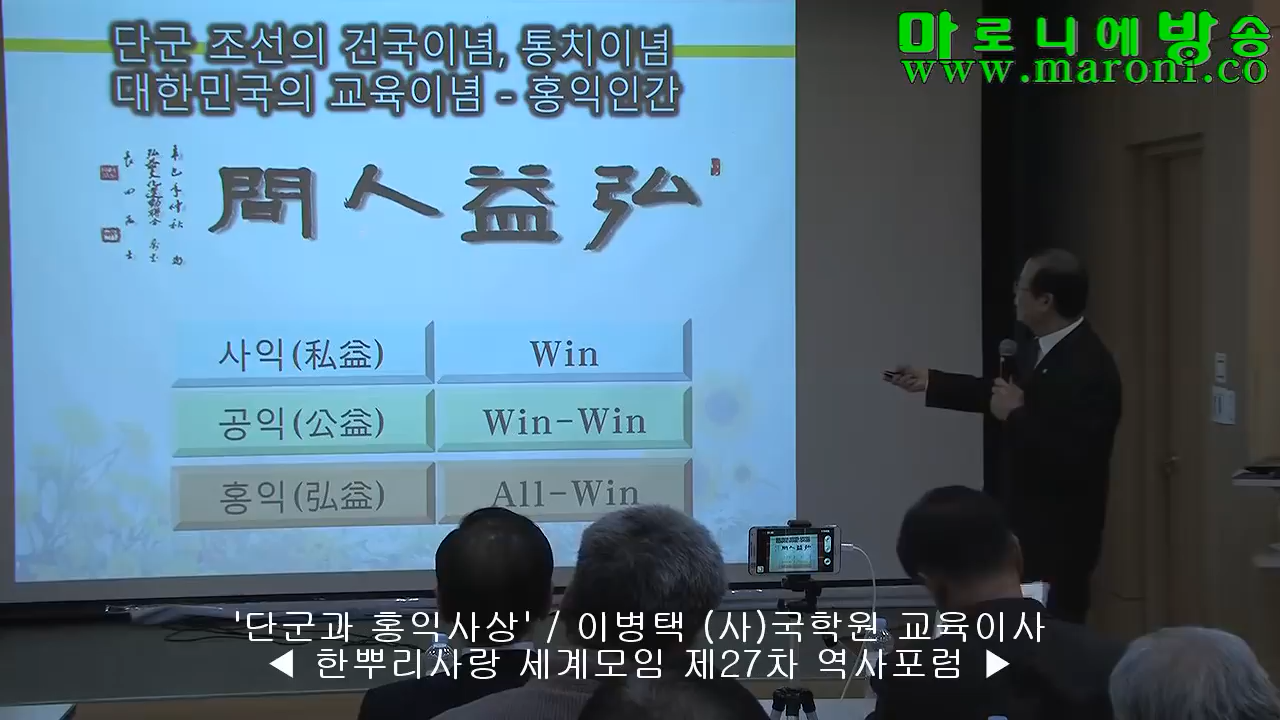 마로니에방송
www.maroni.co
단군 조선의 건국이념, 통치이념
대한민국의 교육이념 - 홍익인간
間人益弘
사익(私益) Win
공익(公益) Win-Win
홍익(弘益) All-Win
'단군과 홍익사상' / 이병택 (사)국학원 교육이사
◀ 한뿌리사랑 세계모임 제27차 역사포럼 ▶